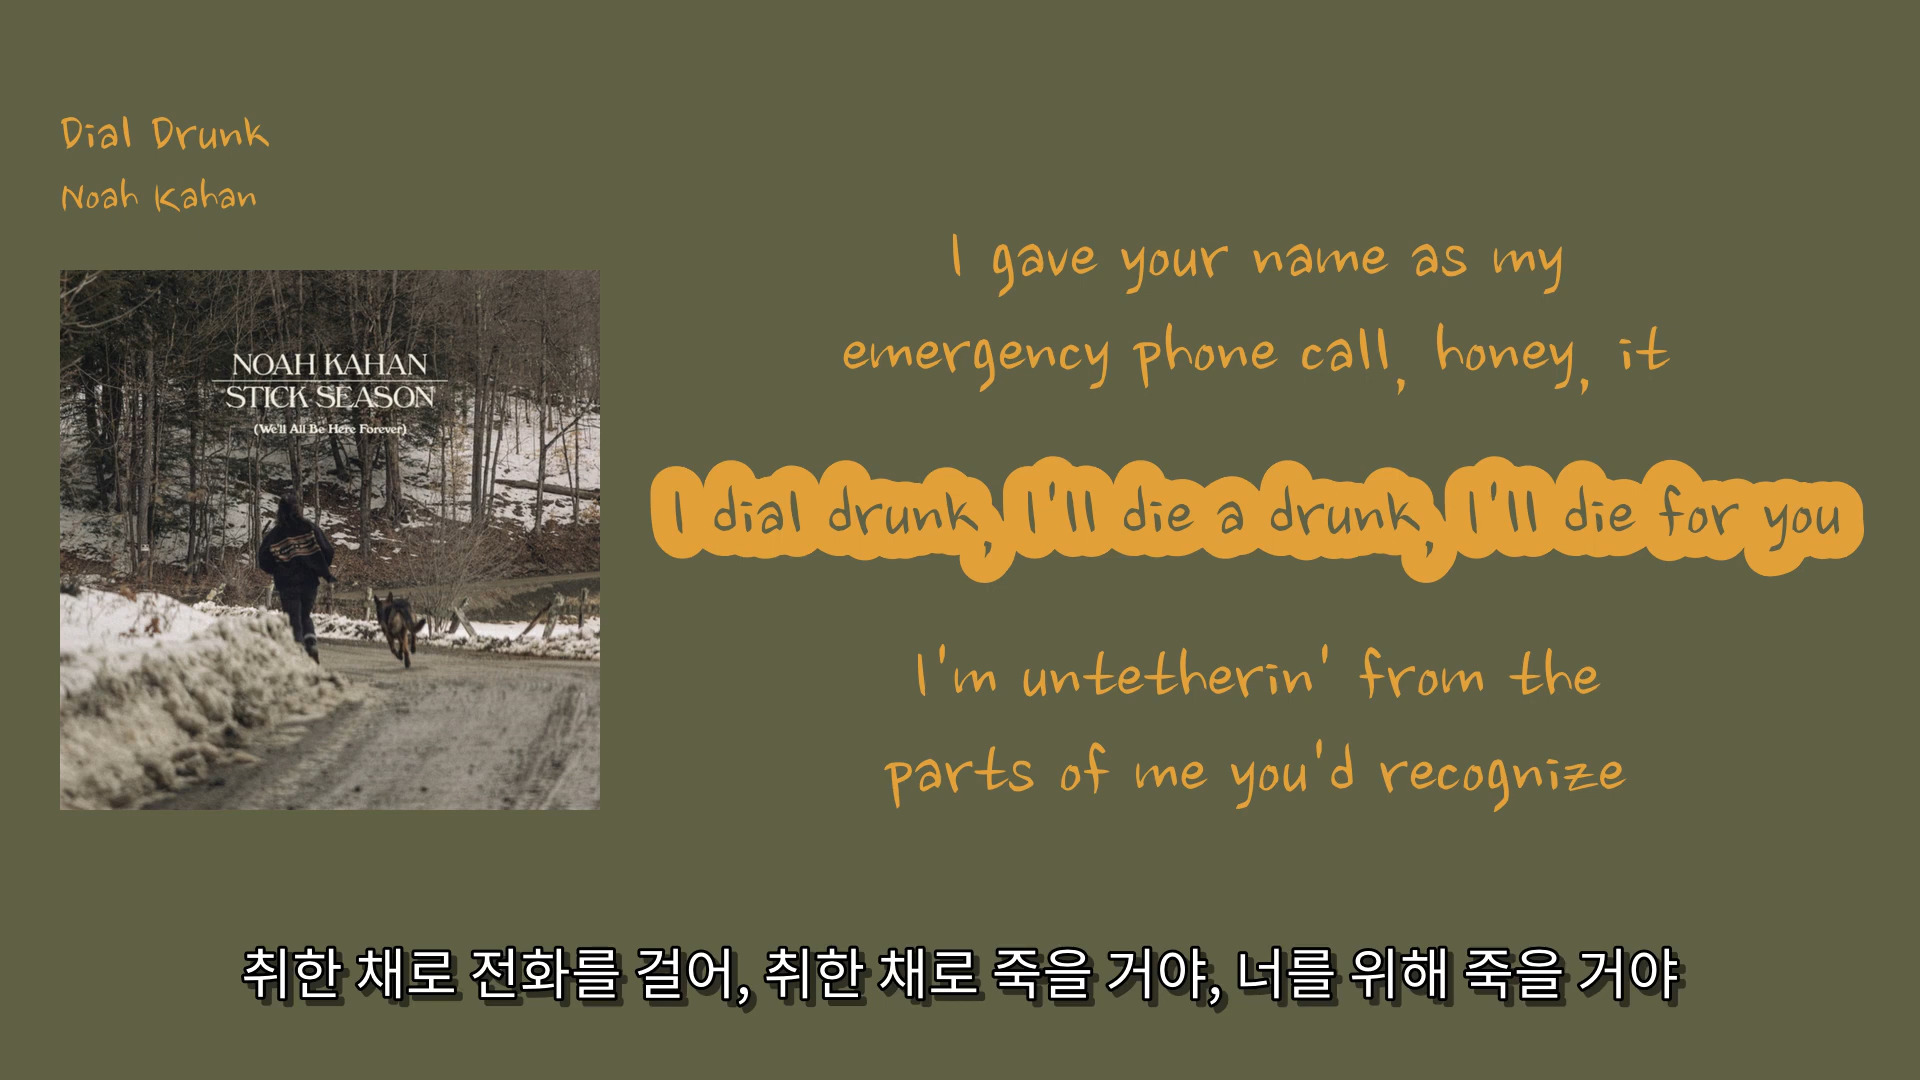 Dial Drunk
Noah Kahan
NOAH KAHAN
STICK SEASON
(We'll All Be Here Forever)
I gave your name as my
emergency phone call, honey, it
I dial drunk, I'll die a drunk, I'll die for you
I'm untetherin' from the
parts of me you'd recognize
취한 채로 전화를 걸어, 취한 채로 죽을 거야, 너를 위해 죽을 거야